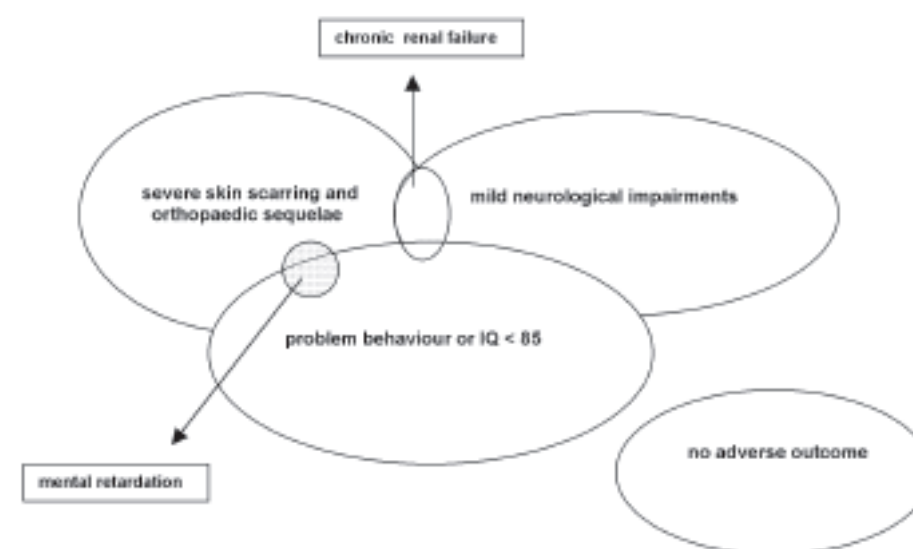 chronic renal failure
severe skin scarring and
orthopaedic sequelae
mild neurological impairments
problem behaviour or IQ < 85
no adverse outcome
mental retardation